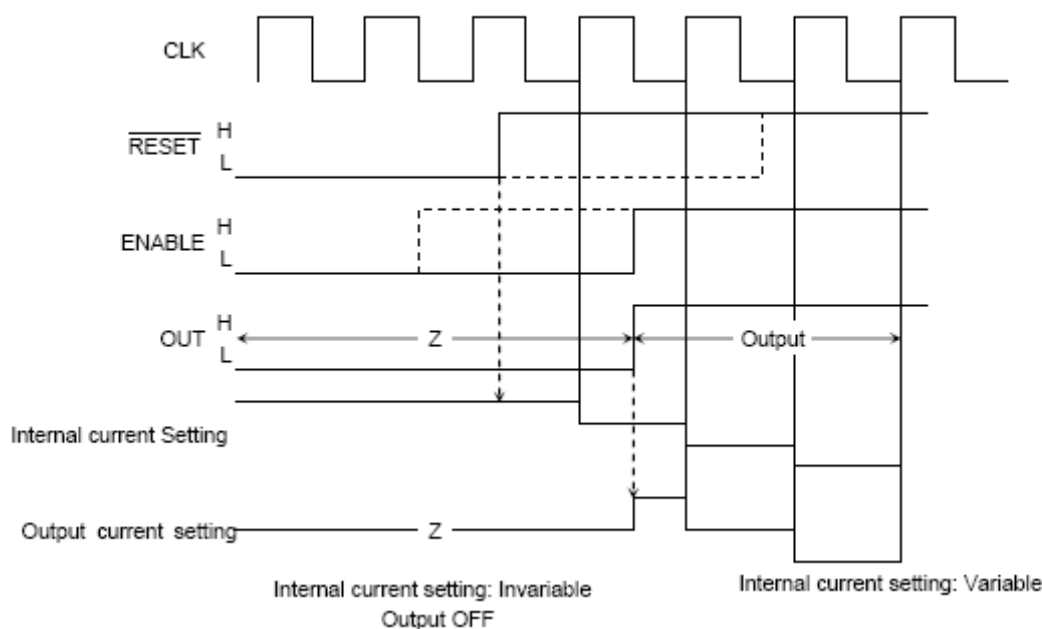 CLK
RESET
H
L
ENABLE
H
L
OUT
H
L
Z
Output
Internal current Setting
Output current setting
Z
Internal current setting: Invariable
Output OFF
Internal current setting: Variable